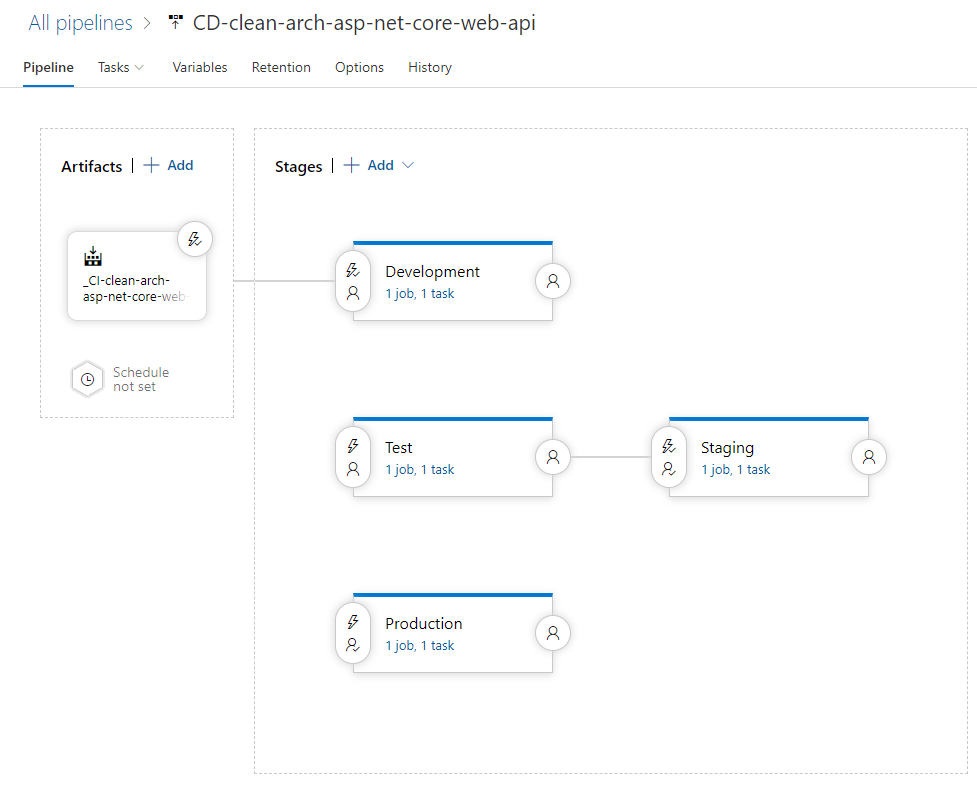 All pipelines > CD-clean-arch-asp-net-core-web-api
Pipeline Tasks Variables Retention Options History
Artifacts | + Add
Stages | + Add
_CI-clean-arch-
asp-net-core-web-
Schedule
not set
Development
1 job, 1 task
Test
1 job, 1 task
Staging
1 job, 1 task
Production
1 job, 1 task